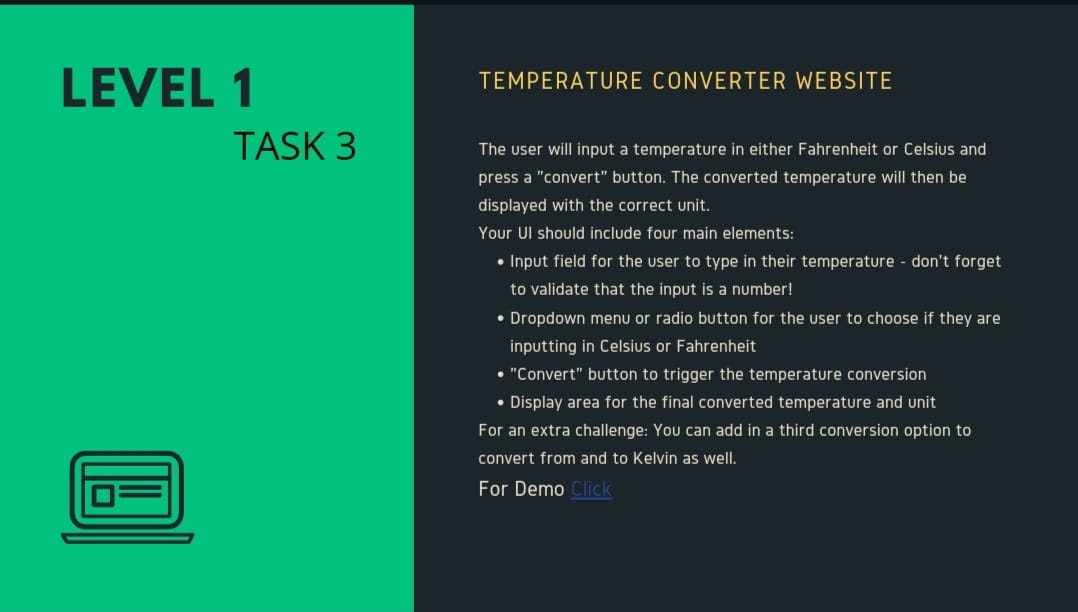 LEVEL 1
TASK 3
TEMPERATURE CONVERTER WEBSITE
The user will input a temperature in either Fahrenheit or Celsius and
press a "convert" button. The converted temperature will then be
displayed with the correct unit.
Your UI should include four main elements:
• Input field for the user to type in their temperature - don't forget
to validate that the input is a number!
• Dropdown menu or radio button for the user to choose if they are
inputting in Celsius or Fahrenheit
• "Convert" button to trigger the temperature conversion
• Display area for the final converted temperature and unit
For an extra challenge: You can add in a third conversion option to
convert from and to Kelvin as well.
For Demo Click